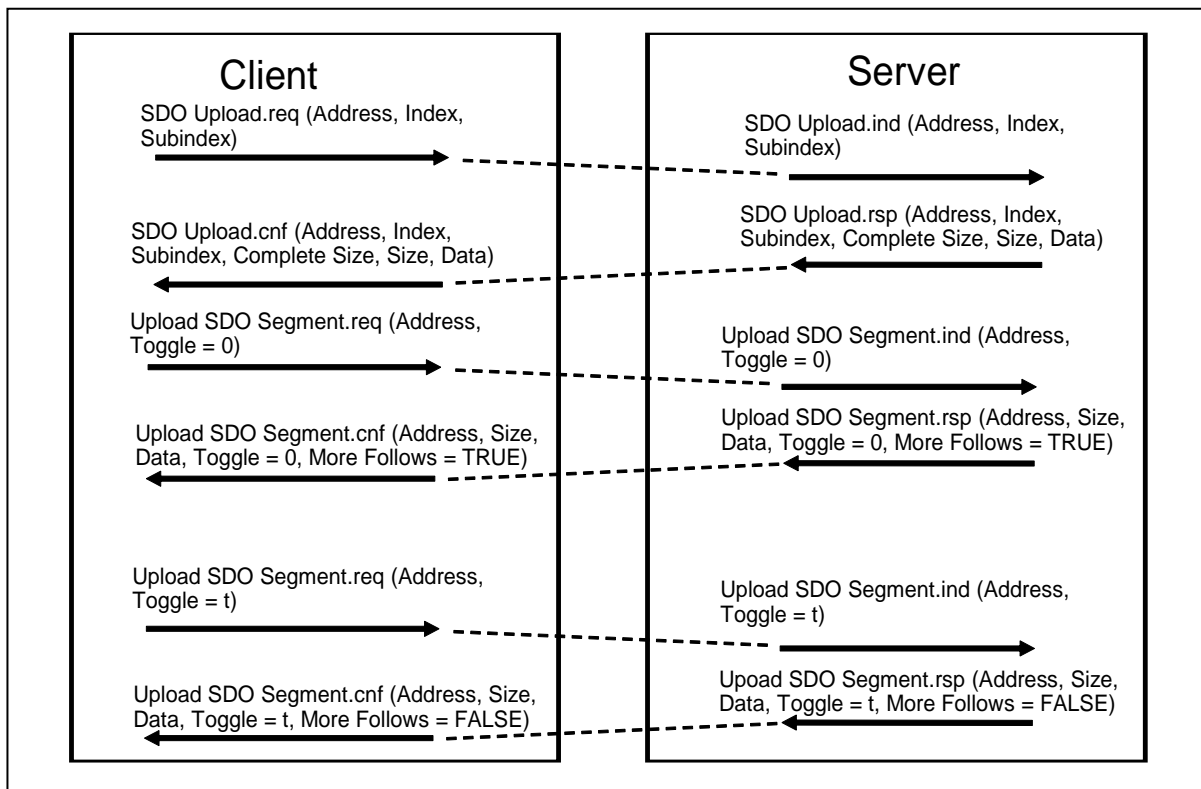 Client
Server
SDO Upload.req (Address, Index,
Subindex)
SDO Upload.ind (Address, Index,
Subindex)
SDO Upload.rsp (Address, Index,
Subindex, Complete Size, Size, Data)
SDO Upload.cnf (Address, Index,
Subindex, Complete Size, Size, Data)
Upload SDO Segment.req (Address,
Toggle = 0)
Upload SDO Segment.ind (Address,
Toggle = 0)
Upload SDO Segment.rsp (Address, Size,
Data, Toggle = 0, More Follows = TRUE)
Upload SDO Segment.cnf (Address, Size,
Data, Toggle = 0, More Follows = TRUE)
Upload SDO Segment.req (Address,
Toggle = t)
Upload SDO Segment.ind (Address,
Toggle = t)
Upoad SDO Segment.rsp (Address, Size,
Data, Toggle = t, More Follows = FALSE)
Upload SDO Segment.cnf (Address, Size,
Data, Toggle = t, More Follows = FALSE)